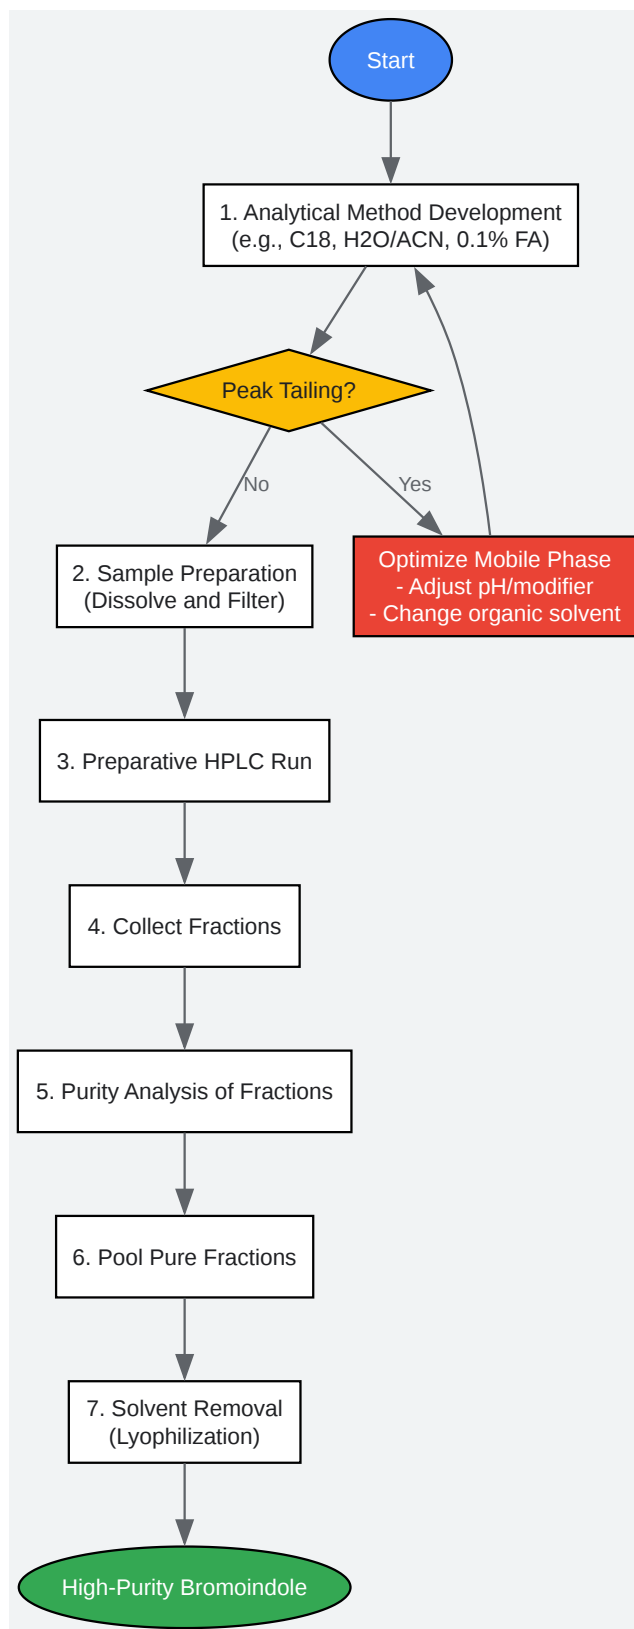 Start
1. Analytical Method Development
(e.g., C18, H2O/ACN, 0.1% FA)
Peak Tailing?
No
Yes
2. Sample Preparation
(Dissolve and Filter)
Optimize Mobile Phase
- Adjust pH/modifier
- Change organic solvent
3. Preparative HPLC Run
4. Collect Fractions
5. Purity Analysis of Fractions
6. Pool Pure Fractions
7. Solvent Removal
(Lyophilization)
High-Purity Bromoindole